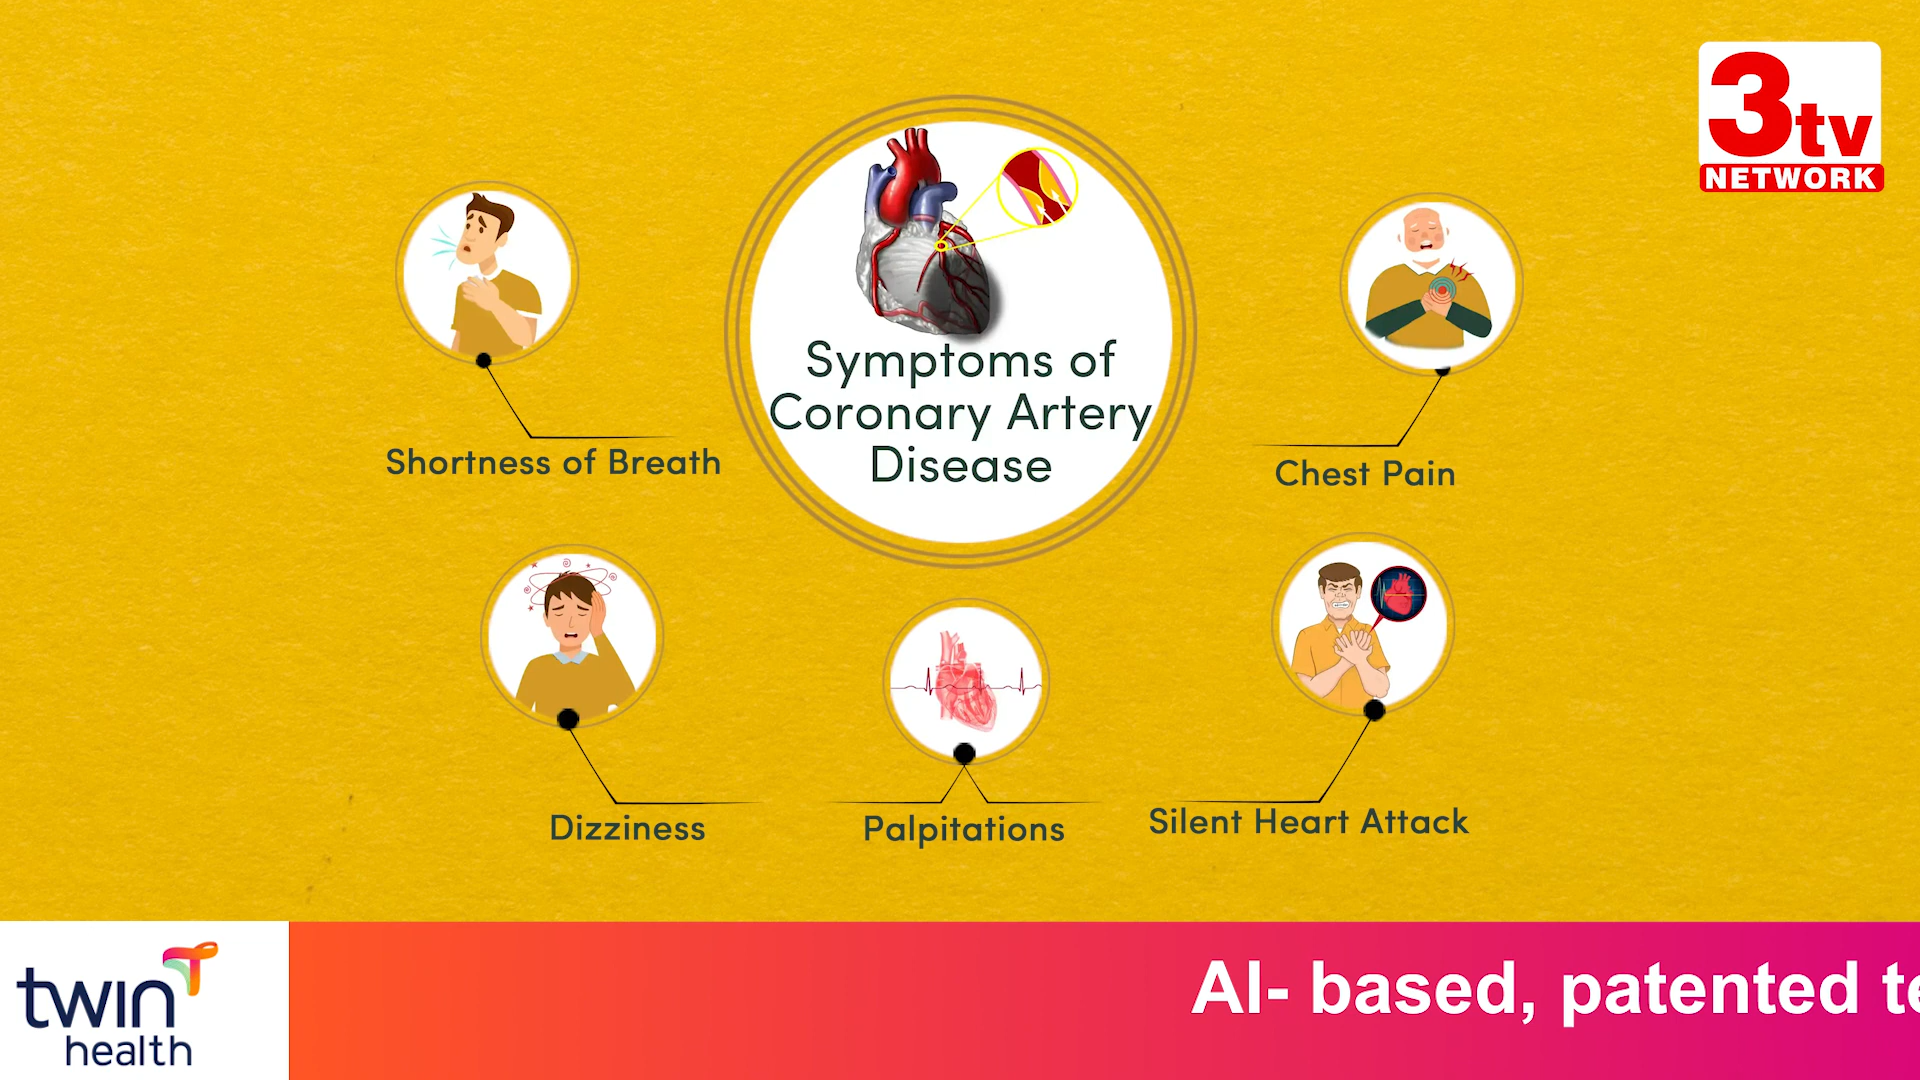 3tv
NETWORK
Symptoms of
Coronary Artery
Disease
Shortness of Breath
Chest Pain
Dizziness
Palpitations
Silent Heart Attack
twin
health
AI- based, patented te